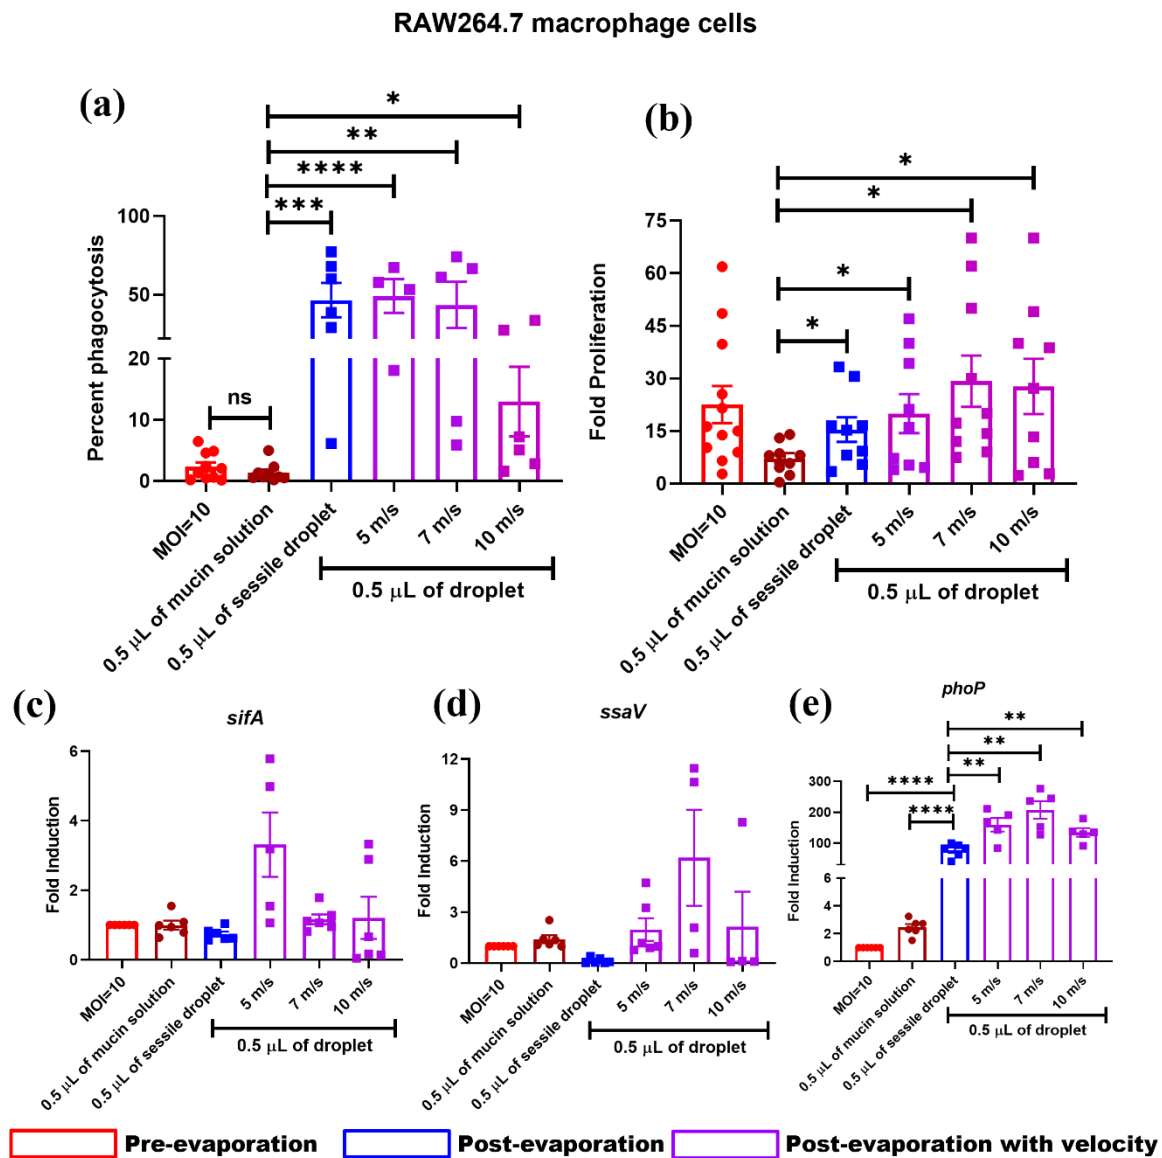 RAW264.7 macrophage cells
(a)
*
**
****
***
ns
Percent phagocytosis
100
50
20
10
0
MOI=10
0.5 μL of mucin solution
0.5 μL of sessile droplet
5 m/s
7 m/s
10 m/s
0.5 μL of droplet
(b)
*
*
*
*
Fold Proliferation
75
60
45
30
15
0
MOI=10
0.5 μL of mucin solution
0.5 μL of sessile droplet
5 m/s
7 m/s
10 m/s
0.5 μL of droplet
(c)
sifA
Fold Induction
6
4
2
0
MOI=10
0.5 μL of mucin solution
0.5 μL of sessile droplet
5 m/s
7 m/s
10 m/s
0.5 μL of droplet
(d)
ssaV
Fold Induction
12
9
6
3
0
MOI=10
0.5 μL of mucin solution
0.5 μL of sessile droplet
5 m/s
7 m/s
10 m/s
0.5 μL of droplet
(e)
phoP
**
**
**
****
****
Fold Induction
300
200
100
6
4
2
0
MOI=10
0.5 μL of mucin solution
0.5 μL of sessile droplet
5 m/s
7 m/s
10 m/s
0.5 μL of droplet
Pre-evaporation
Post-evaporation
Post-evaporation with velocity